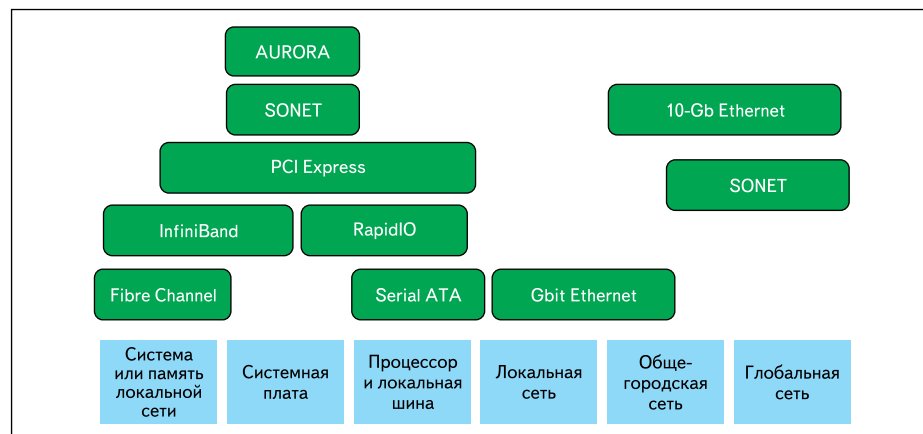 AURORA
SONET
10-Gb Ethernet
PCI Express
SONET
InfiniBand
RapidIO
Fibre Channel
Serial ATA
Gbit Ethernet
Система
или память
локальной
сети
Системная
плата
Процессор
и локальная
шина
Локальная
сеть
Обще-
городская
сеть
Глобальная
сеть